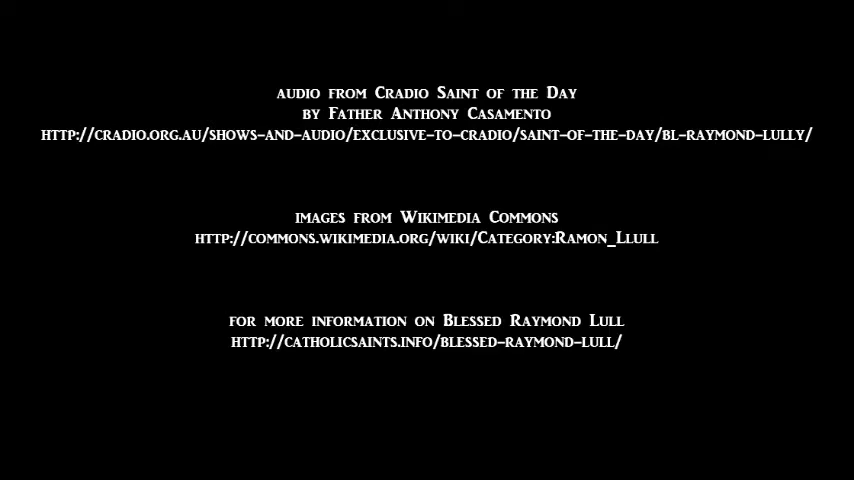 audio from Cradio Saint of the Day
by Father Anthony Casamento
http://cradio.org.au/shows-and-audio/exclusive-to-cradio/saint-of-the-day/bl-raymond-lully/
images from Wikimedia Commons
http://commons.wikimedia.org/wiki/Category:Ramon_Llull
for more information on Blessed Raymond Lull
http://catholicsaints.info/blessed-raymond-lull/